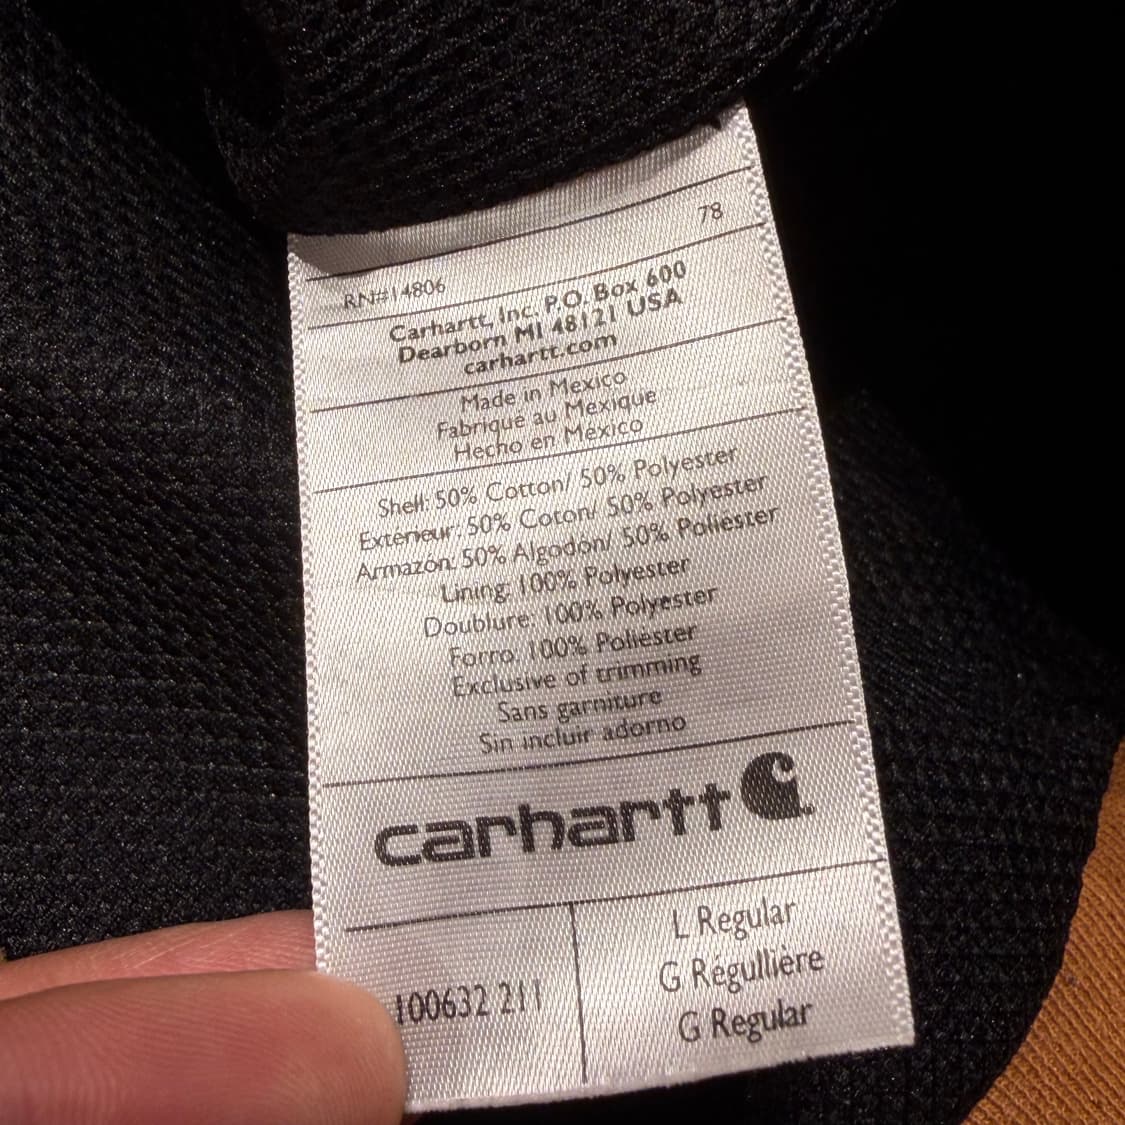 78
RN#14806
Carhartt, Inc. P.O. Box 600
Dearborn MI 48121 USA
carhartt.com
Made in Mexico
Fabriqué au Mexique
Hecho en México
Shell: 50% Cotton/ 50% Polyester
Extérieur: 50% Coton/ 50% Polyester
Armazón: 50% Algodon/ 50% Poliéster
Lining: 100% Polyester
Doublure: 100% Polyester
Forro: 100% Poliéster
Exclusive of trimming
Sans garniture
Sin incluir adorno
carhartt
100632 211
L Regular
G Régullière
G Regular